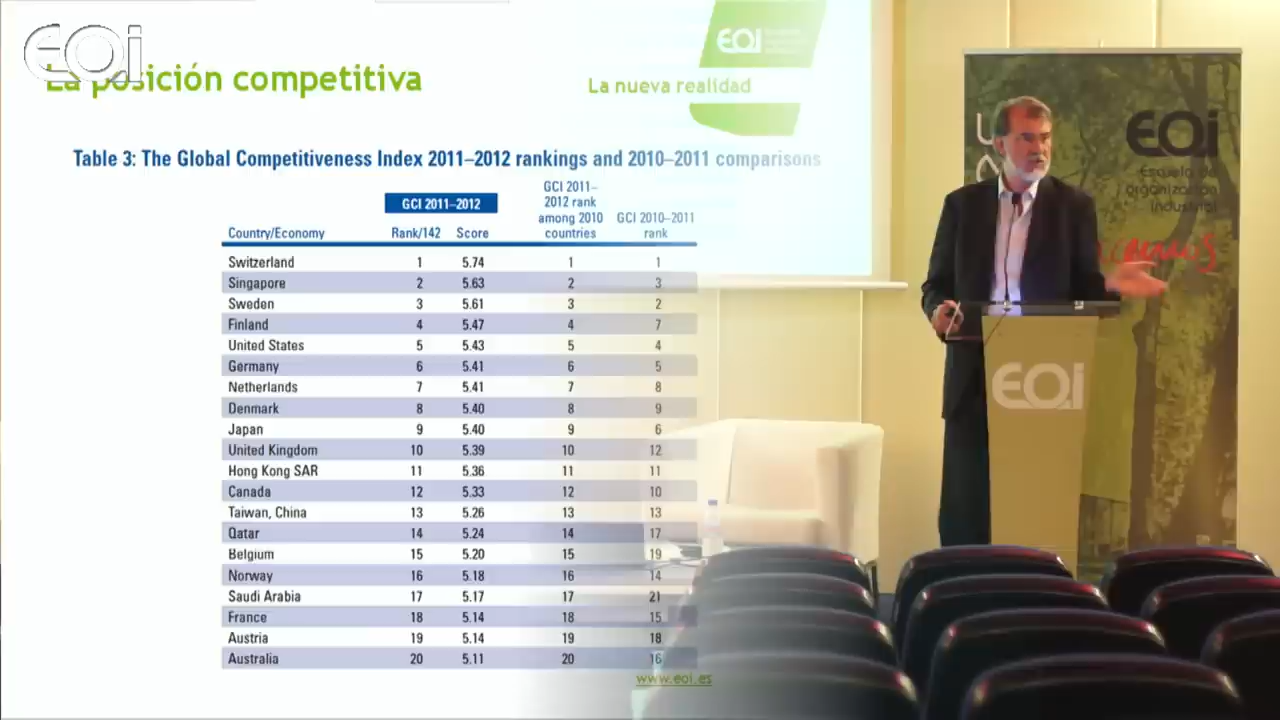 EOi
La posición competitiva
La nueva realidad
EOI
Table 3: The Global Competitiveness Index 2011–2012 rankings and 2010–2011 comparisons
GCI 2011–2012
GCI 2011–
2012 rank
among 2010
countries
GCI 2010–2011
rank
Country/Economy Rank/142 Score
Switzerland 1 5.74 1 1
Singapore 2 5.63 2 3
Sweden 3 5.61 3 2
Finland 4 5.47 4 7
United States 5 5.43 5 4
Germany 6 5.41 6 5
Netherlands 7 5.41 7 8
Denmark 8 5.40 8 9
Japan 9 5.40 9 6
United Kingdom 10 5.39 10 12
Hong Kong SAR 11 5.36 11 11
Canada 12 5.33 12 10
Taiwan, China 13 5.26 13 13
Qatar 14 5.24 14 17
Belgium 15 5.20 15 19
Norway 16 5.18 16 14
Saudi Arabia 17 5.17 17 21
France 18 5.14 18 15
Austria 19 5.14 19 18
Australia 20 5.11 20 16
www.eoi.es
EOi
Escuela de
organización
industrial
EOi